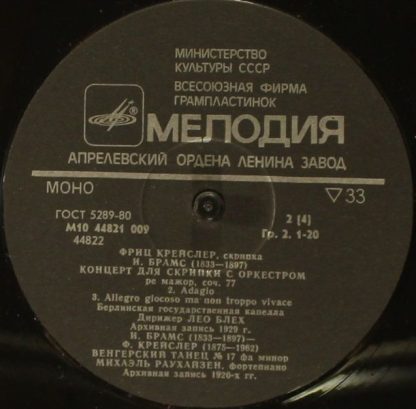 МИНИСТЕРСТВО
КУЛЬТУРЫ СССР
ВСЕСОЮЗНАЯ ФИРМА
ГРАМПЛАСТИНОК
МЕЛОДИЯ
АПРЕЛЕВСКИЙ ОРДЕНА ЛЕНИНА ЗАВОД
МОНО ▽33
ГОСТ 5289-80 2 [4]
М10 44821 009 Гр. 2. 1-20
44822
ФРИЦ КРЕЙСЛЕР, скрипка
И. БРАМС (1833—1897)
КОНЦЕРТ ДЛЯ СКРИПКИ С ОРКЕСТРОМ
ре мажор, соч. 77
2. Adagio
3. Allegro giocoso ma non troppo vivace
Берлинская государственная капелла
Дирижер ЛЕО БЛЕХ
Архивная запись 1929 г.
И. БРАМС (1833—1897)—
Ф. КРЕЙСЛЕР (1875—1962)
ВЕНГЕРСКИЙ ТАНЕЦ № 17 фа минор
МИХАЭЛЬ РАУХАЙЗЕН, фортепиано
Архивная запись 1920-х гг.